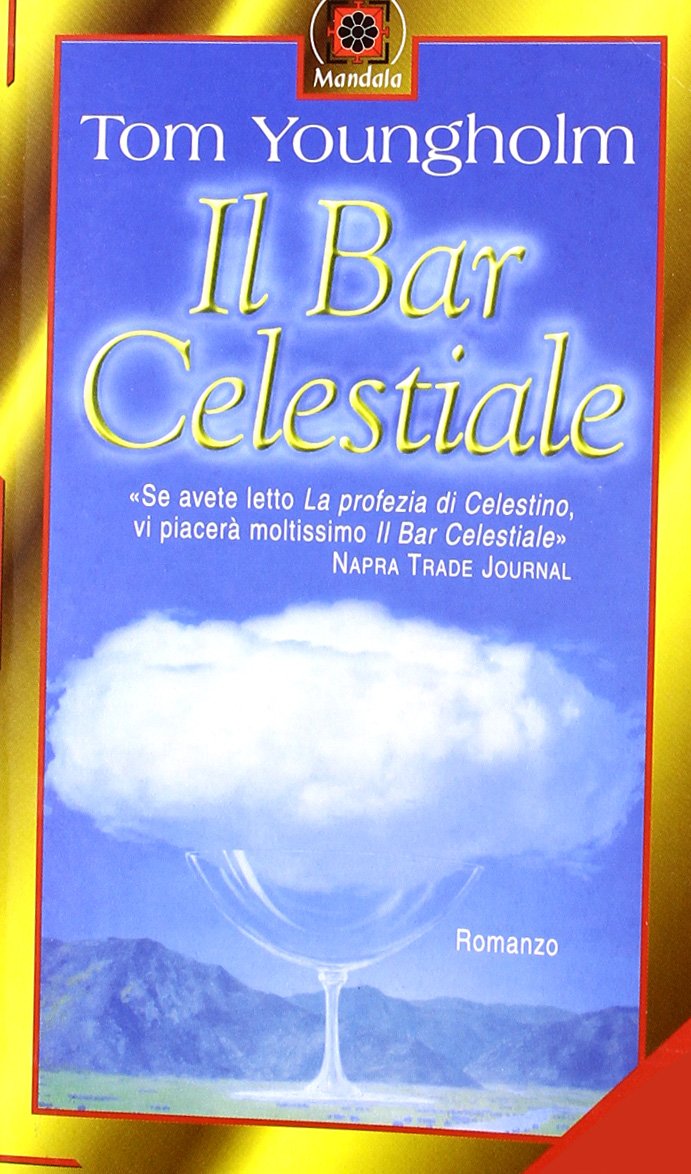 Mandala
Tom Youngholm
Il Bar
Celestiale
«Se avete letto La profezia di Celestino,
vi piacerà moltissimo Il Bar Celestiale»
NAPRA TRADE JOURNAL
Romanzo